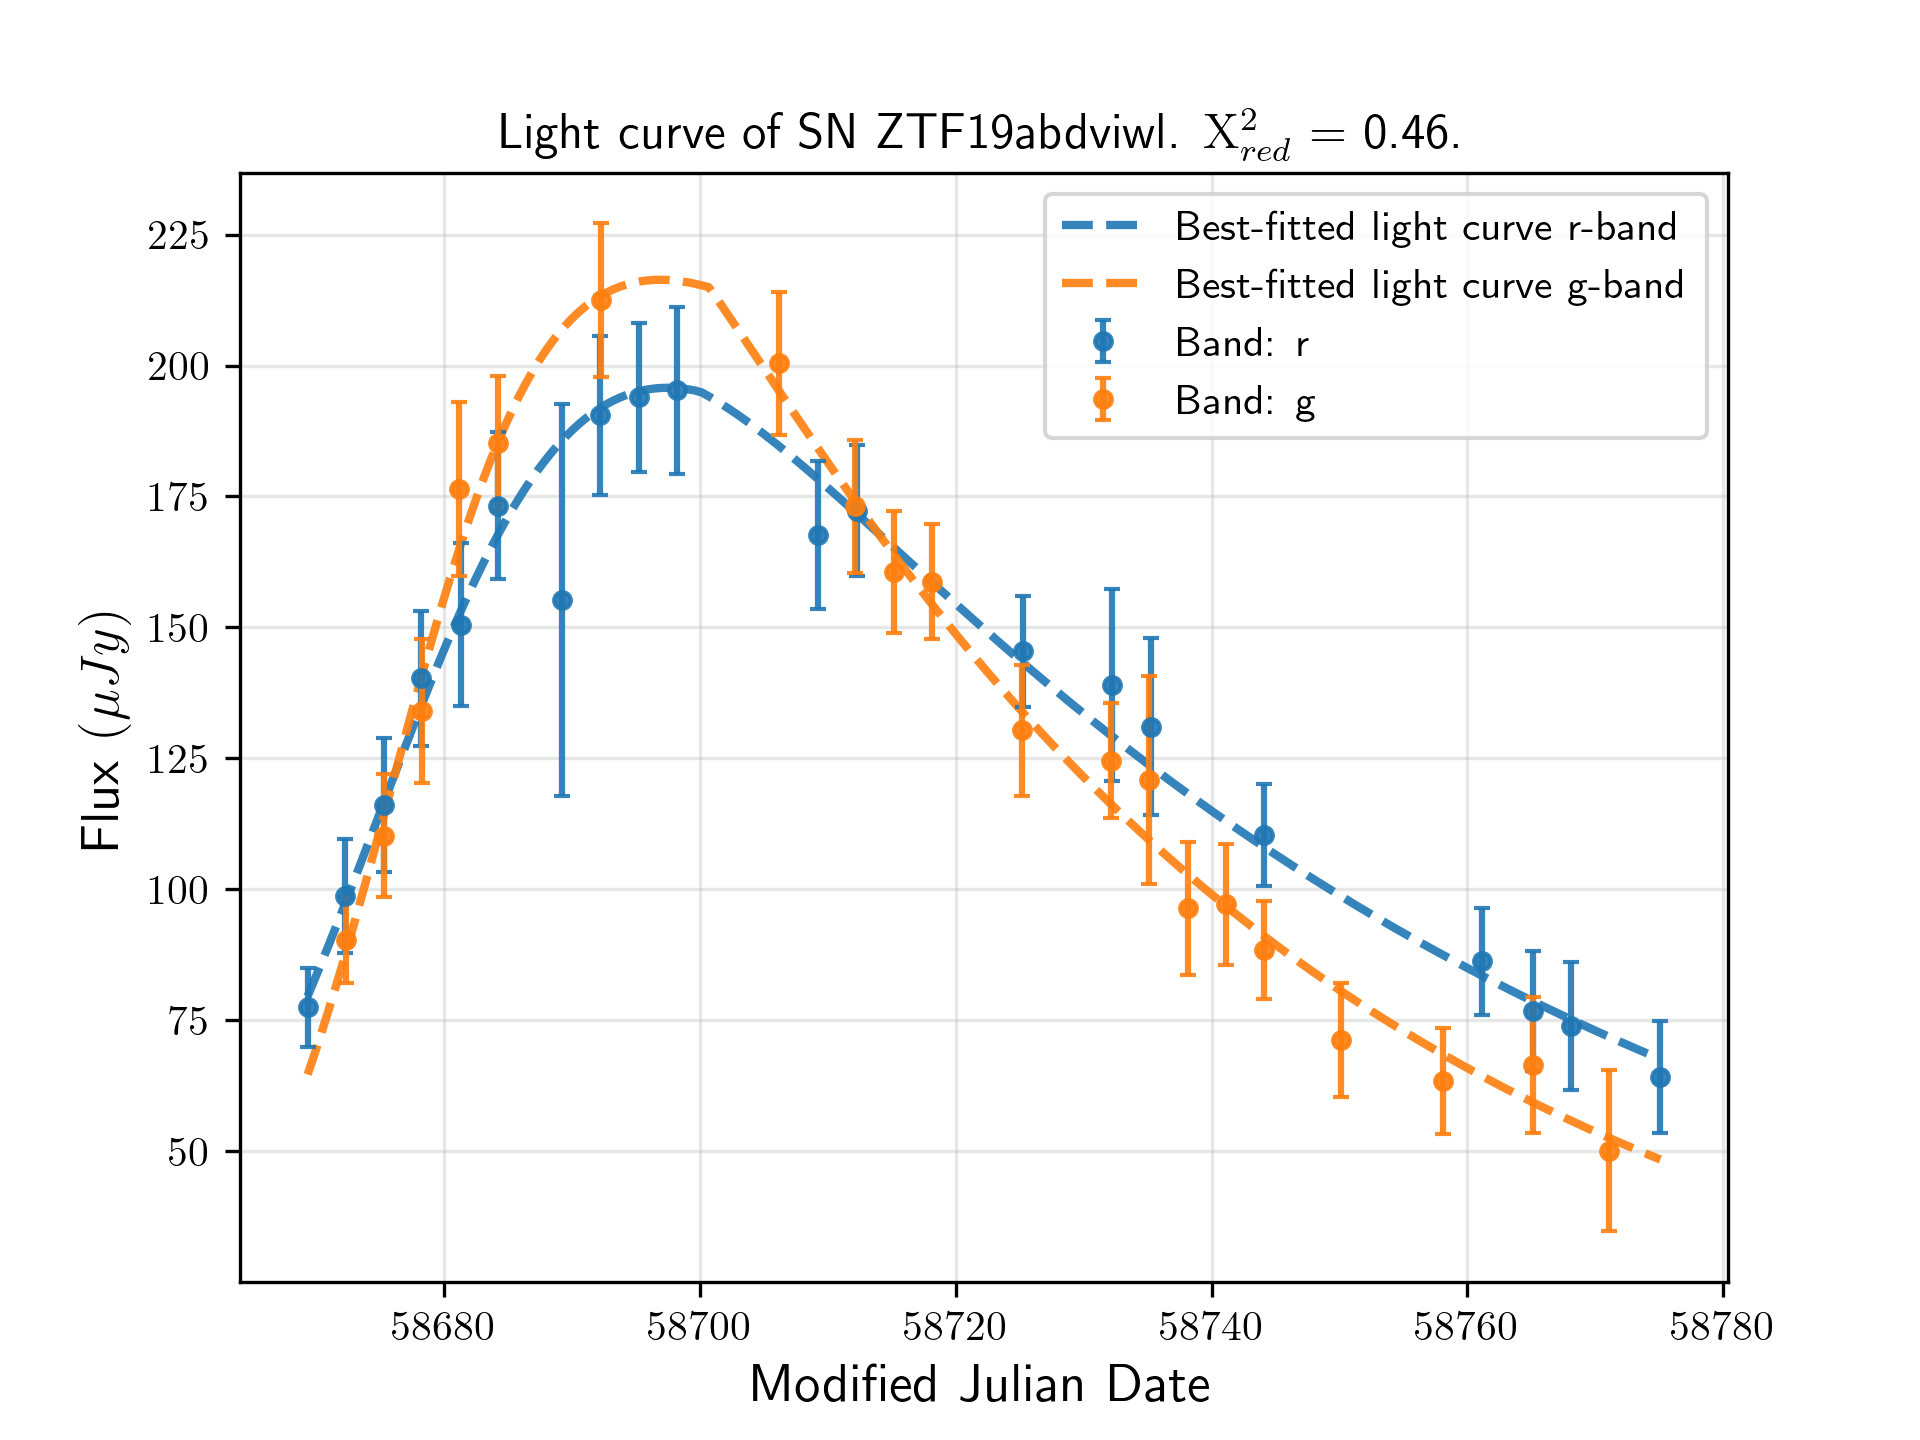 Light curve of SN ZTF19abdviwl. X²_red = 0.46.
Best-fitted light curve r-band
Best-fitted light curve g-band
Band: r
Band: g
225
200
175
150
125
100
75
50
Flux (μJy)
58680 58700 58720 58740 58760 58780
Modified Julian Date